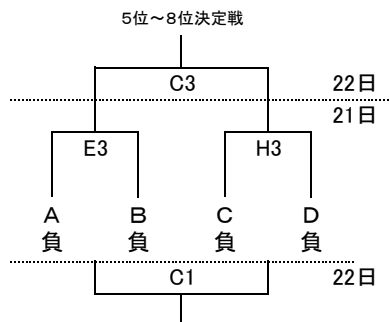 5位～8位決定戦
C3 22日
21日
E3 H3
A B C D
負 負 負 負
C1 22日